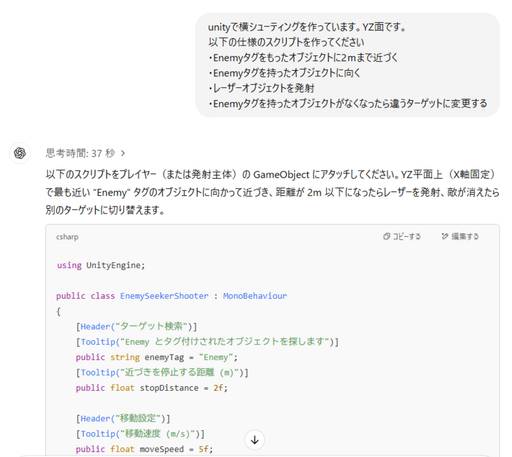 unityで横シューティングを作っています。YZ面です。
以下の仕様のスクリプトを作ってください
・Enemyタグをもったオブジェクトに2mまで近づく
・Enemyタグを持ったオブジェクトに向く
・レーザーオブジェクトを発射
・Enemyタグを持ったオブジェクトがなくなったら違うターゲットに変更する
思考時間: 37 秒 >
以下のスクリプトをプレイヤー（または発射主体）の GameObject にアタッチしてください。YZ平面上（X軸固定）
で最も近い "Enemy" タグのオブジェクトに向かって近づき、距離が 2m 以下になったらレーザーを発射、敵が消えたら
別のターゲットに切り替えます。
csharp
コピーする
編集する
using UnityEngine;
public class EnemySeekerShooter : MonoBehaviour
{
[Header("ターゲット検索")]
[Tooltip("Enemy とタグ付けされたオブジェクトを探します")]
public string enemyTag = "Enemy";
[Tooltip("近づきを停止する距離 (m)")]
public float stopDistance = 2f;
[Header("移動設定")]
[Tooltip("移動速度 (m/s)")]
public float moveSpeed = 5f;